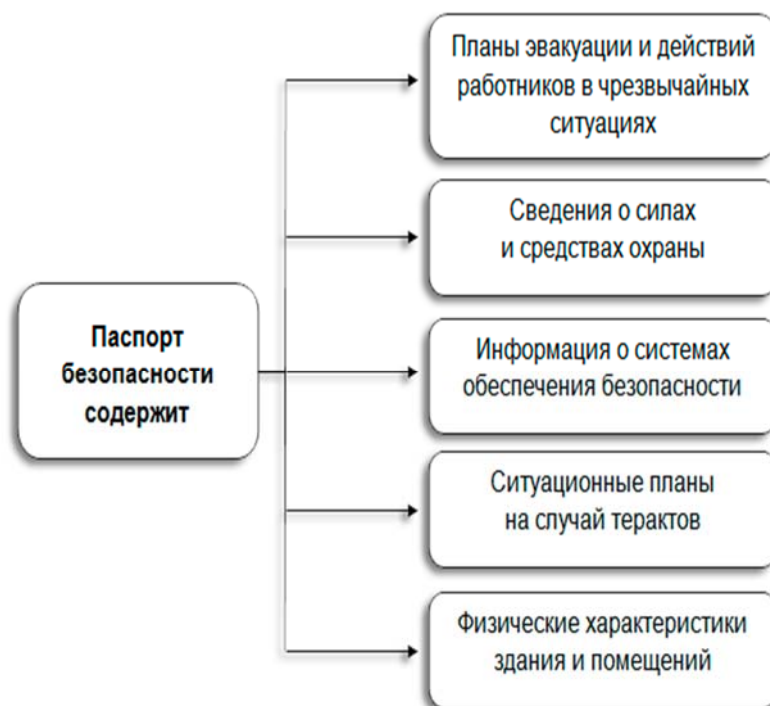 Паспорт
безопасности
содержит
Планы эвакуации и действий
работников в чрезвычайных
ситуациях
Сведения о силах
и средствах охраны
Информация о системах
обеспечения безопасности
Ситуационные планы
на случай терактов
Физические характеристики
здания и помещений